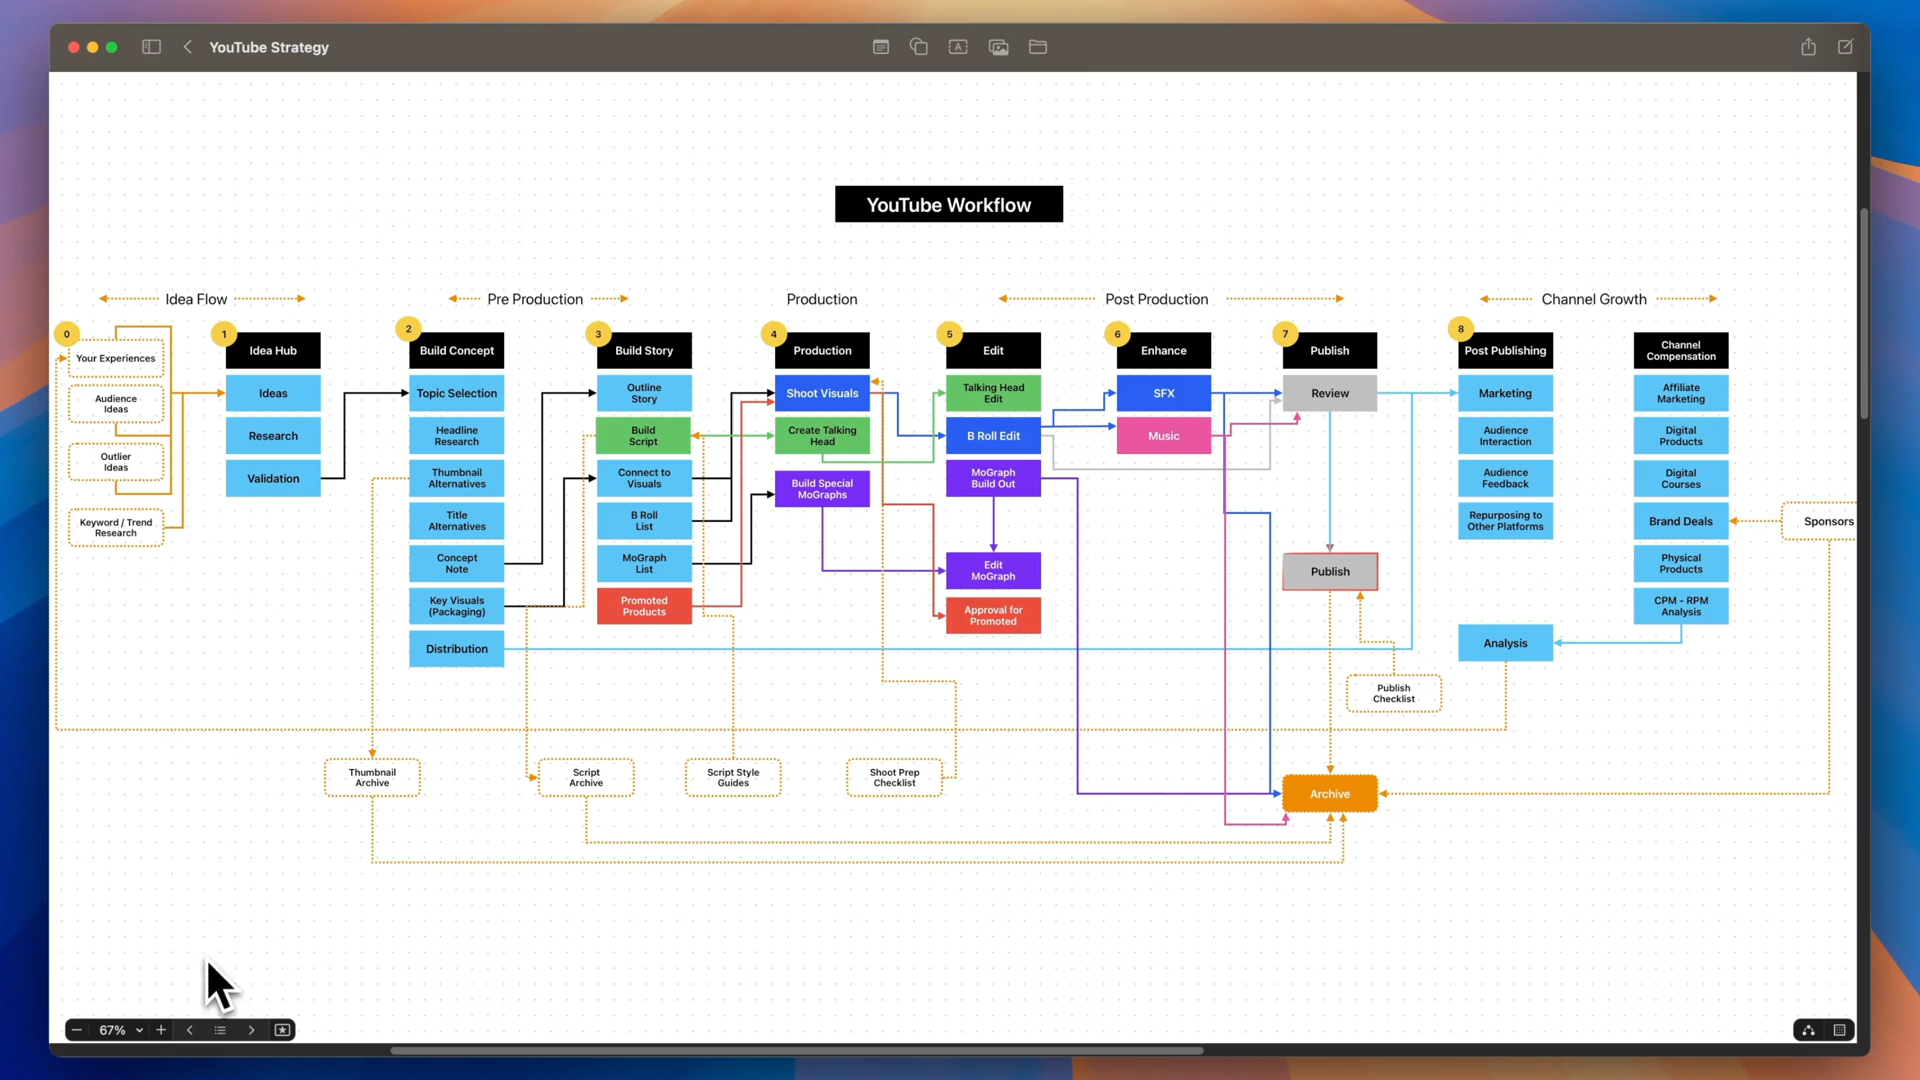 YouTube Strategy
YouTube Workflow
Idea Flow
Pre Production
Production
Post Production
Channel Growth
0
Your Experiences
Audience
Ideas
Outlier
Ideas
Keyword / Trend
Research
1
Idea Hub
Ideas
Research
Validation
2
Build Concept
Topic Selection
Headline
Research
Thumbnail
Alternatives
Title
Alternatives
Concept
Note
Key Visuals
(Packaging)
Distribution
3
Build Story
Outline
Story
Build
Script
Connect to
Visuals
B Roll
List
MoGraph
List
Promoted
Products
4
Production
Shoot Visuals
Create Talking
Head
Build Special
MoGraphs
5
Edit
Talking Head
Edit
B Roll Edit
MoGraph
Build Out
Edit
MoGraph
Approval for
Promoted
6
Enhance
SFX
Music
7
Publish
Review
Publish
Publish
Checklist
8
Post Publishing
Marketing
Audience
Interaction
Audience
Feedback
Repurposing to
Other Platforms
Analysis
Channel
Compensation
Affiliate
Marketing
Digital
Products
Digital
Courses
Brand Deals
Physical
Products
CPM - RPM
Analysis
Sponsors
Thumbnail
Archive
Script
Archive
Script Style
Guides
Shoot Prep
Checklist
Archive
67%